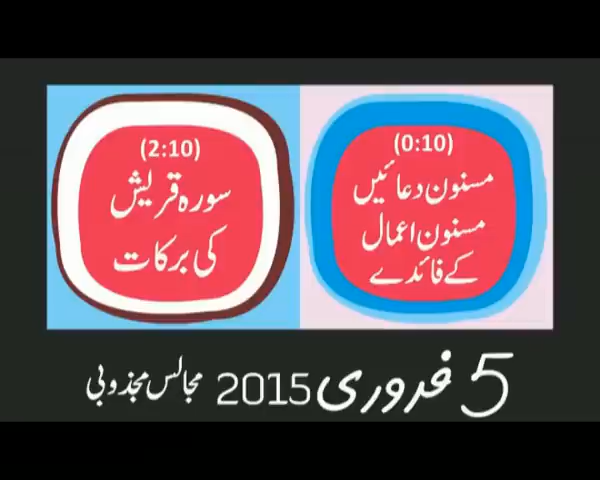 (0:10)
مسنون دعائیں
مسنون اعمال
کے فائدے
(2:10)
سورہ قریش
کی برکات
5 فروری 2015 مجالس مجذوبی